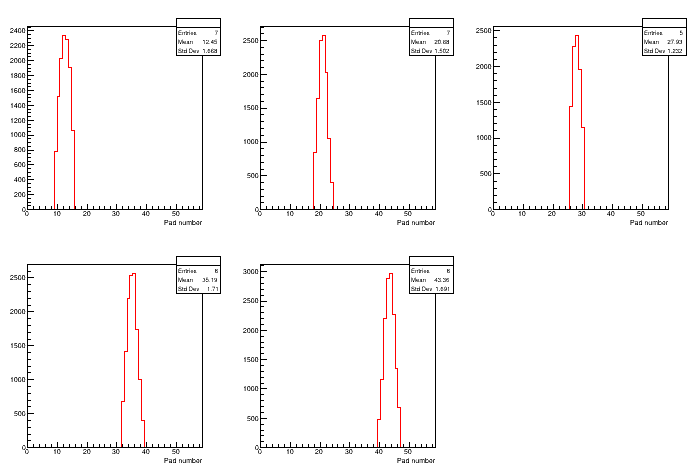 Entries 7
Mean 12.45
Std Dev 1.668
2400
2200
2000
1800
1600
1400
1200
1000
800
600
400
200
0
0 10 20 30 40 50
Pad number
Entries 7
Mean 20.88
Std Dev 1.502
2500
2000
1500
1000
500
0
0 10 20 30 40 50
Pad number
Entries 5
Mean 27.93
Std Dev 1.232
2500
2000
1500
1000
500
0
0 10 20 30 40 50
Pad number
Entries 6
Mean 35.19
Std Dev 1.71
2500
2000
1500
1000
500
0
0 10 20 30 40 50
Pad number
Entries 6
Mean 43.36
Std Dev 1.691
3000
2500
2000
1500
1000
500
0
0 10 20 30 40 50
Pad number